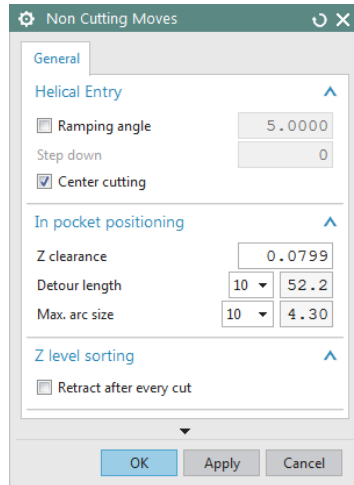 Non Cutting Moves
General
Helical Entry
Ramping angle 5.0000
Step down 0
Center cutting
In pocket positioning
Z clearance 0.0799
Detour length 10 52.2
Max. arc size 10 4.30
Z level sorting
Retract after every cut
OK Apply Cancel